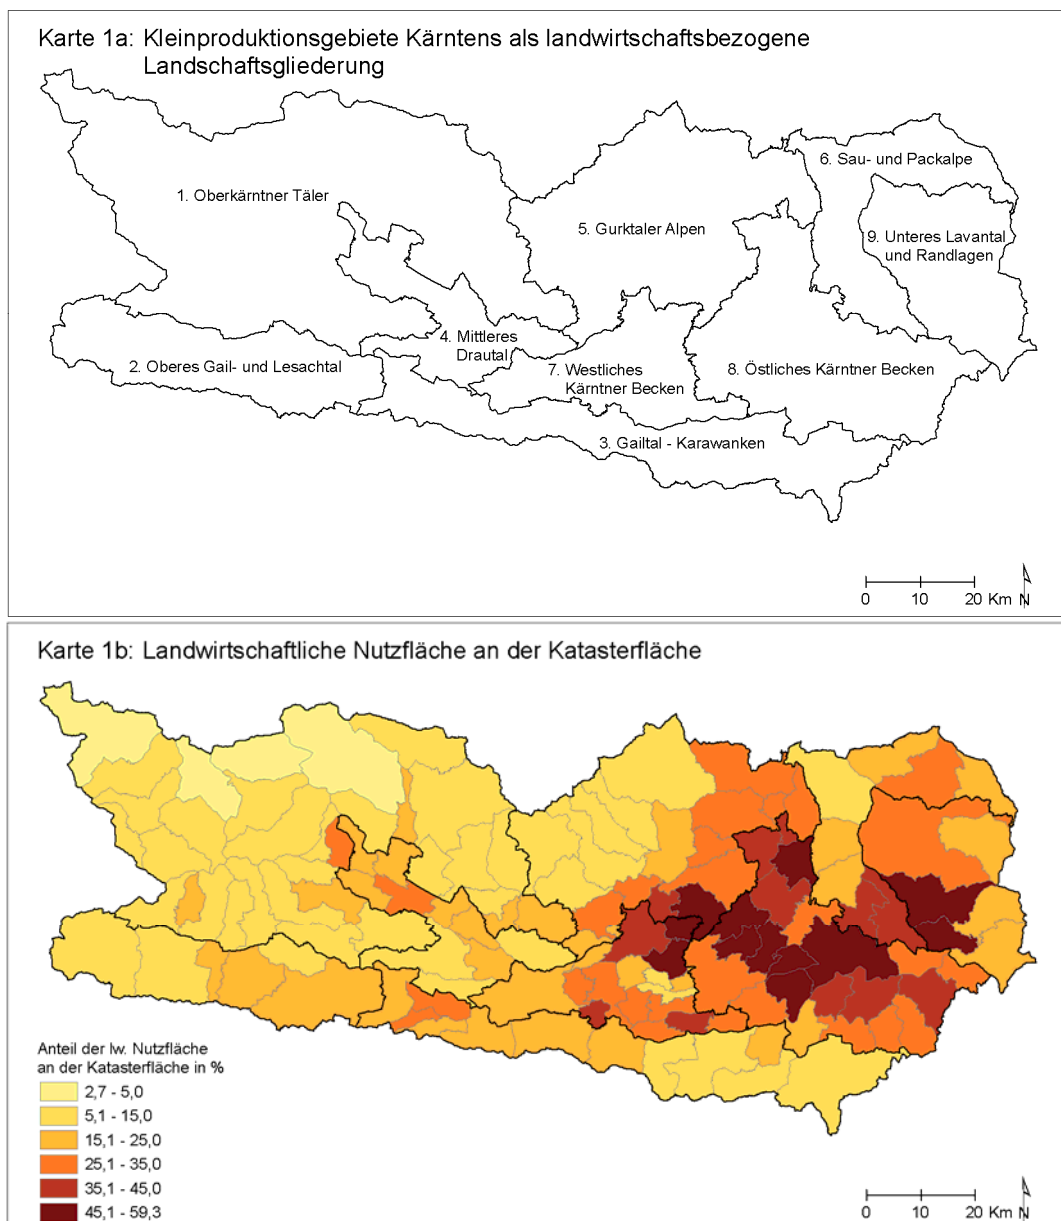 Karte 1a: Kleinproduktionsgebiete Kärntens als landwirtschaftsbezogene
Landschaftsgliederung
6. Sau- und Packalpe
1. Oberkärntner Täler
5. Gurktaler Alpen
9. Unteres Lavantal
und Randlagen
4. Mittleres
Drautal
2. Oberes Gail- und Lesachtal
7. Westliches
Kärntner Becken
8. Östliches Kärntner Becken
3. Gailtal - Karawanken
0 10 20 Km N
Karte 1b: Landwirtschaftliche Nutzfläche an der Katasterfläche
Anteil der lw. Nutzfläche
an der Katasterfläche in %
2,7 - 5,0
5,1 - 15,0
15,1 - 25,0
25,1 - 35,0
35,1 - 45,0
45,1 - 59,3
0 10 20 Km N